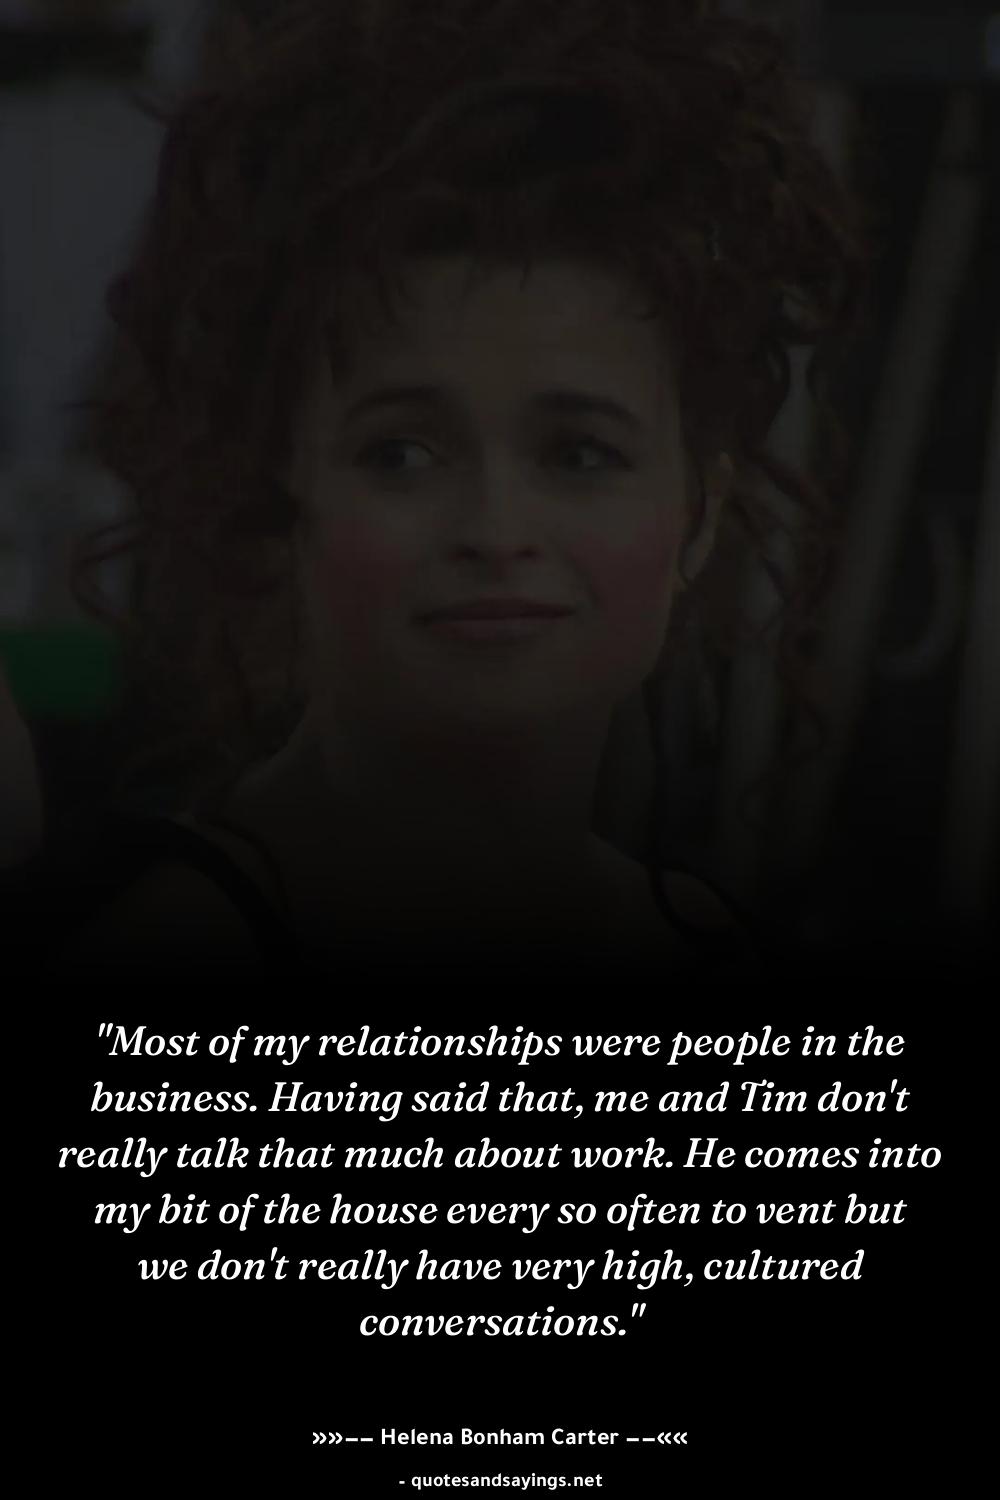 "Most of my relationships were people in the
business. Having said that, me and Tim don't
really talk that much about work. He comes into
my bit of the house every so often to vent but
we don't really have very high, cultured
conversations."
»»−− Helena Bonham Carter −−««
- quotesandsayings.net